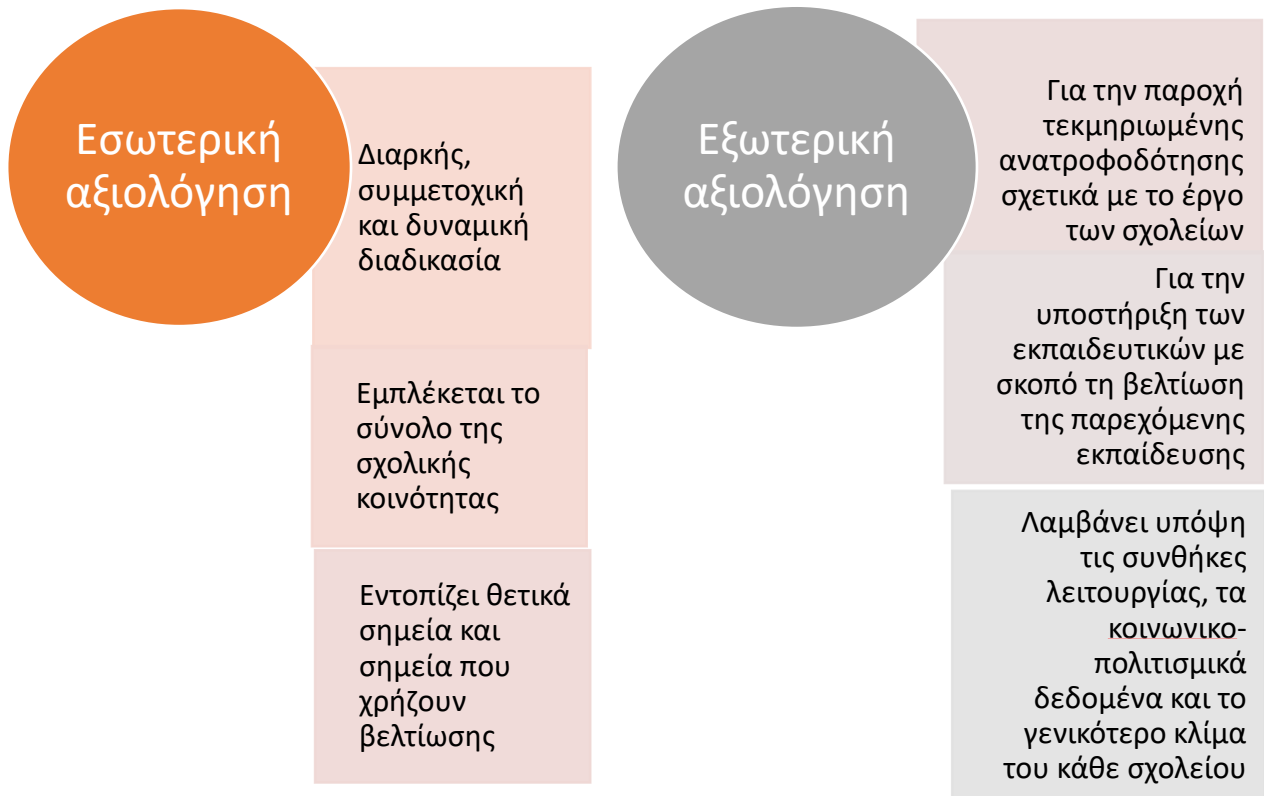 Εσωτερική
αξιολόγηση
Διαρκής,
συμμετοχική
και δυναμική
διαδικασία
Εμπλέκεται το
σύνολο της
σχολικής
κοινότητας
Εντοπίζει θετικά
σημεία και
σημεία που
χρήζουν
βελτίωσης
Εξωτερική
αξιολόγηση
Για την παροχή
τεκμηριωμένης
ανατροφοδότησης
σχετικά με το έργο
των σχολείων
Για την
υποστήριξη των
εκπαιδευτικών με
σκοπό τη βελτίωση
της παρεχόμενης
εκπαίδευσης
Λαμβάνει υπόψη
τις συνθήκες
λειτουργίας, τα
κοινωνικο-
πολιτισμικά
δεδομένα και το
γενικότερο κλίμα
του κάθε σχολείου